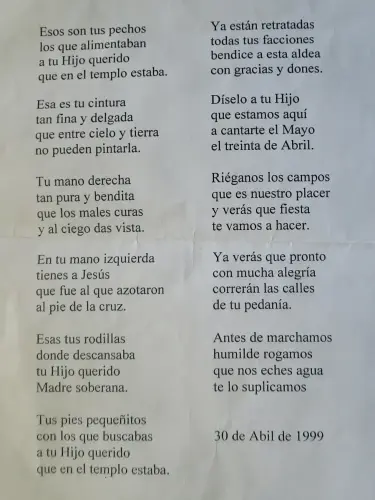 Esos son tus pechos
los que alimentaban
a tu Hijo querido
que en el templo estaba.
Esa es tu cintura
tan fina y delgada
que entre cielo y tierra
no pueden pintarla.
Tu mano derecha
tan pura y bendita
que los males curas
y al ciego das vista.
En tu mano izquierda
tienes a Jesús
que fue al que azotaron
al pie de la cruz.
Esas tus rodillas
donde descansaba
tu Hijo querido
Madre soberana.
Tus pies pequeñitos
con los que buscabas
a tu Hijo querido
que en el templo estaba.
Ya están retratadas
todas tus facciones
bendice a esta aldea
con gracias y dones.
Díselo a tu Hijo
que estamos aquí
a cantarte el Mayo
el treinta de Abril.
Riéganos los campos
que es nuestro placer
y verás que fiesta
te vamos a hacer.
Ya verás que pronto
con mucha alegría
correrán las calles
de tu pedanía.
Antes de marchamos
humilde rogamos
que nos eches agua
te lo suplicamos
30 de Abil de 1999